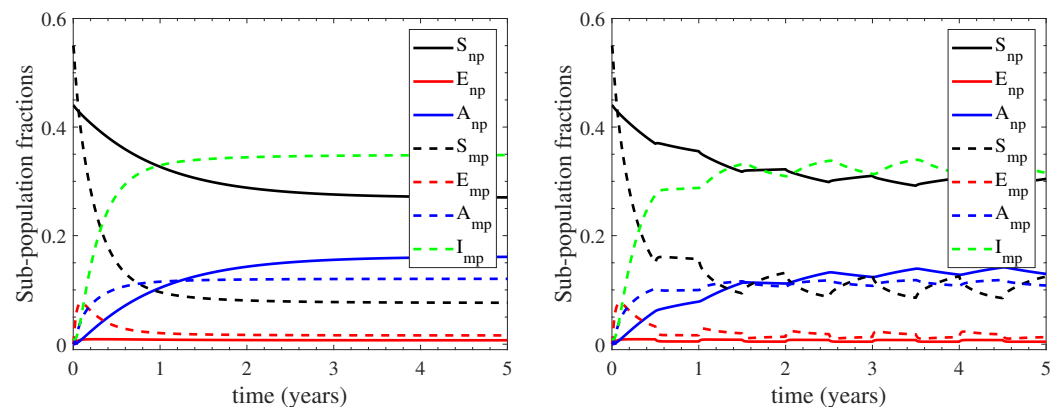 0.6
0.4
0.2
0
Sub-population fractions
0 1 2 3 4 5
time (years)
S_np
E_np
A_np
S_mp
E_mp
A_mp
I_mp
0.6
0.4
0.2
0
Sub-population fractions
0 1 2 3 4 5
time (years)
S_np
E_np
A_np
S_mp
E_mp
A_mp
I_mp